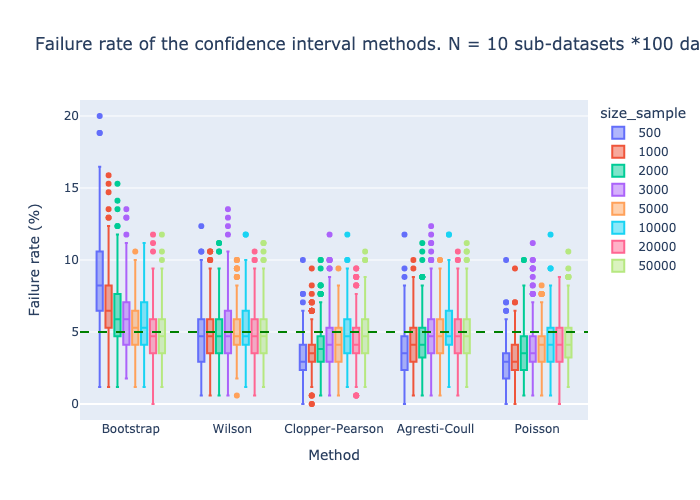 Failure rate of the confidence interval methods. N = 10 sub-datasets *100 da
size_sample
500
1000
2000
3000
5000
10000
20000
50000
Failure rate (%)
20
15
10
5
0
Bootstrap
Wilson
Clopper-Pearson
Agresti-Coull
Poisson
Method